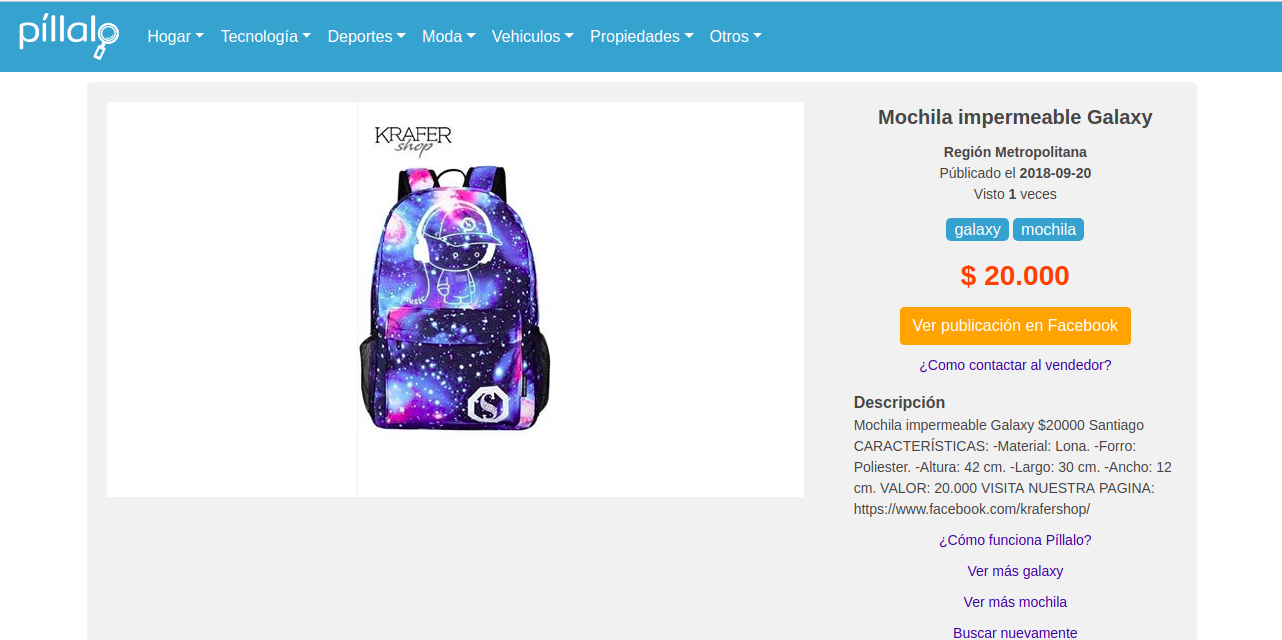 píllalo
Hogar Tecnología Deportes Moda Vehiculos Propiedades Otros
KRAFER
shop
S
music
S
Mochila impermeable Galaxy
Región Metropolitana
Públicado el 2018-09-20
Visto 1 veces
galaxy mochila
$ 20.000
Ver publicación en Facebook
¿Como contactar al vendedor?
Descripción
Mochila impermeable Galaxy $20000 Santiago
CARACTERÍSTICAS: -Material: Lona. -Forro:
Poliester. -Altura: 42 cm. -Largo: 30 cm. -Ancho: 12
cm. VALOR: 20.000 VISITA NUESTRA PAGINA:
https://www.facebook.com/krafershop/
¿Cómo funciona Píllalo?
Ver más galaxy
Ver más mochila
Buscar nuevamente